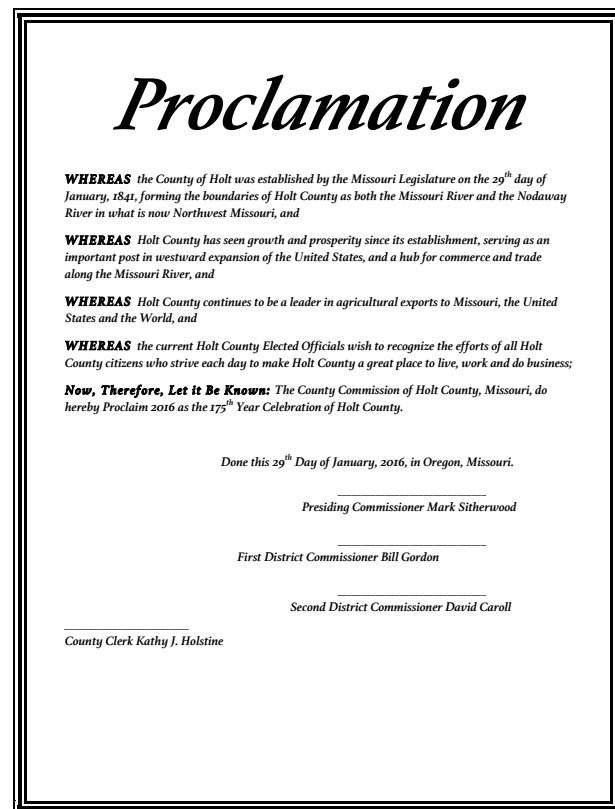 Proclamation
WHEREAS the County of Holt was established by the Missouri Legislature on the 29th day of
January, 1841, forming the boundaries of Holt County as both the Missouri River and the Nodaway
River in what is now Northwest Missouri, and
WHEREAS Holt County has seen growth and prosperity since its establishment, serving as an
important post in westward expansion of the United States, and a hub for commerce and trade
along the Missouri River, and
WHEREAS Holt County continues to be a leader in agricultural exports to Missouri, the United
States and the World, and
WHEREAS the current Holt County Elected Officials wish to recognize the efforts of all Holt
County citizens who strive each day to make Holt County a great place to live, work and do business;
Now, Therefore, Let it Be Known: The County Commission of Holt County, Missouri, do
hereby Proclaim 2016 as the 175th Year Celebration of Holt County.
Done this 29th Day of January, 2016, in Oregon, Missouri.
Presiding Commissioner Mark Sitherwood
First District Commissioner Bill Gordon
Second District Commissioner David Caroll
County Clerk Kathy J. Holstine